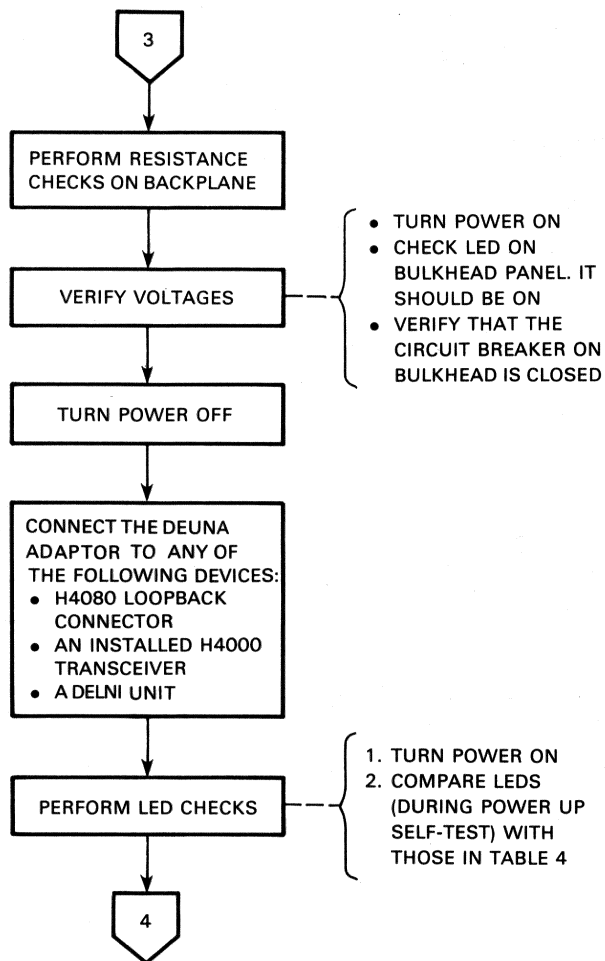 3
PERFORM RESISTANCE
CHECKS ON BACKPLANE
VERIFY VOLTAGES
• TURN POWER ON
• CHECK LED ON
BULKHEAD PANEL. IT
SHOULD BE ON
• VERIFY THAT THE
CIRCUIT BREAKER ON
BULKHEAD IS CLOSED
TURN POWER OFF
CONNECT THE DEUNA
ADAPTOR TO ANY OF
THE FOLLOWING DEVICES:
• H4080 LOOPBACK
CONNECTOR
• AN INSTALLED H4000
TRANSCEIVER
• A DELNI UNIT
PERFORM LED CHECKS
1. TURN POWER ON
2. COMPARE LEDS
(DURING POWER UP
SELF-TEST) WITH
THOSE IN TABLE 4
4